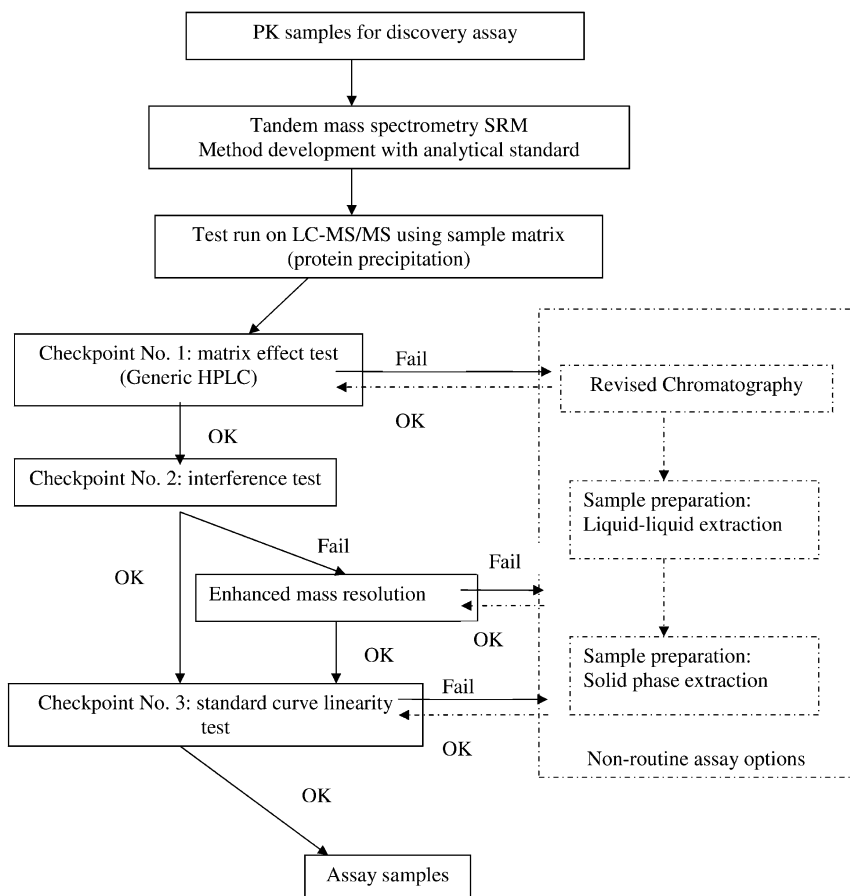 PK samples for discovery assay
Tandem mass spectrometry SRM
Method development with analytical standard
Test run on LC-MS/MS using sample matrix
(protein precipitation)
Checkpoint No. 1: matrix effect test
(Generic HPLC)
Fail
OK
Revised Chromatography
OK
Checkpoint No. 2: interference test
Sample preparation:
Liquid-liquid extraction
Fail
OK
Enhanced mass resolution
Fail
OK
OK
Sample preparation:
Solid phase extraction
Checkpoint No. 3: standard curve linearity
test
Fail
OK
Non-routine assay options
OK
Assay samples